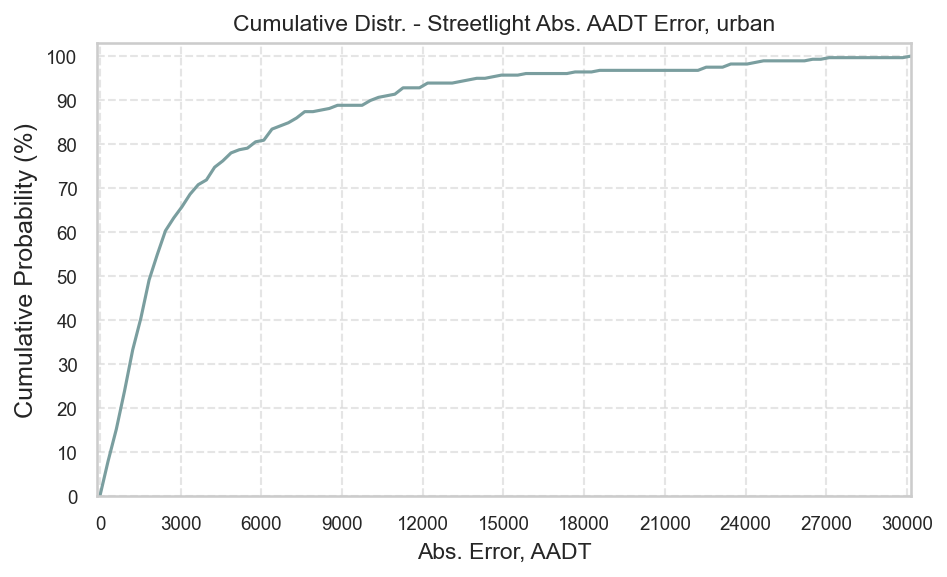 Cumulative Distr. - Streetlight Abs. AADT Error, urban
Cumulative Probability (%)
100
90
80
70
60
50
40
30
20
10
0
0 3000 6000 9000 12000 15000 18000 21000 24000 27000 30000
Abs. Error, AADT